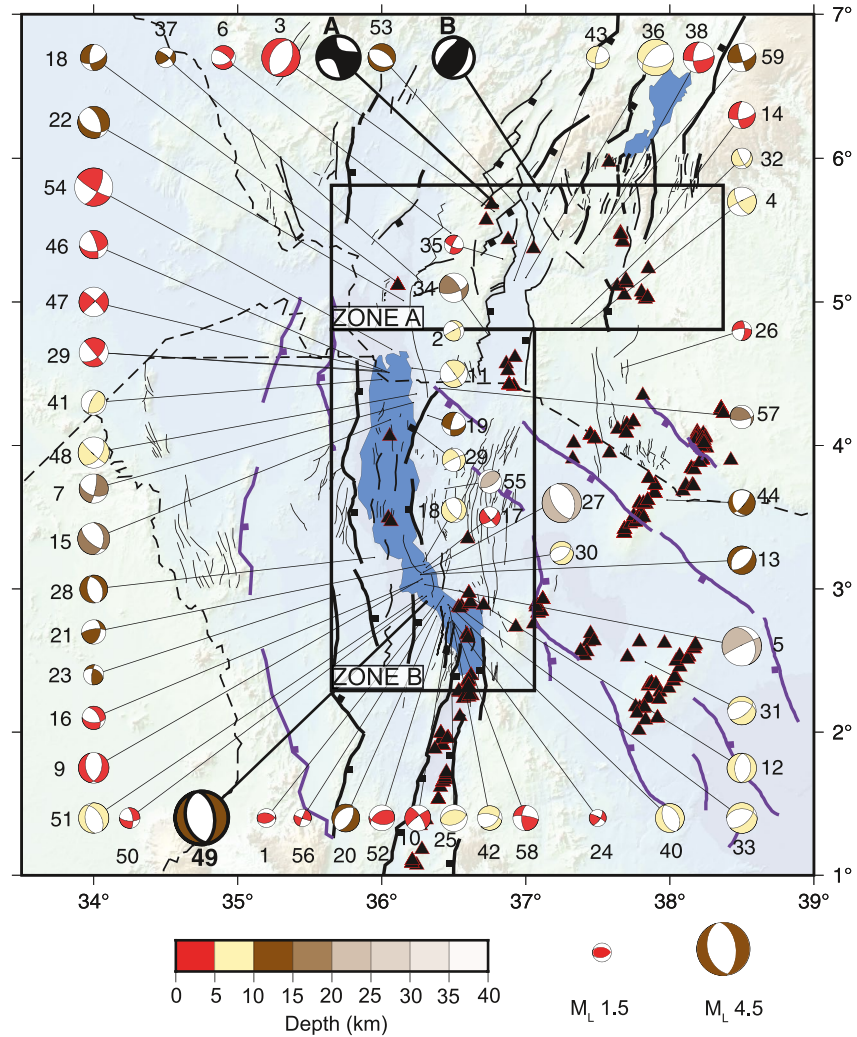 37 6 3 A 53 B 43 36 38 7°
18 59
22 14
6°
32
54 4
35
46
34 5°
47 ZONE A 26
2
29 11
41 57
19
48 29 4°
7 55 44
18 17 27
15 30 13
28 3°
21 5
23 ZONE B
16 31
2°
9 12
51
10 25
50 49 1 56 20 52 42 58 24 40 33
1°
34° 35° 36° 37° 38° 39°
0 5 10 15 20 25 30 35 40
Depth (km)
M_L 1.5 M_L 4.5